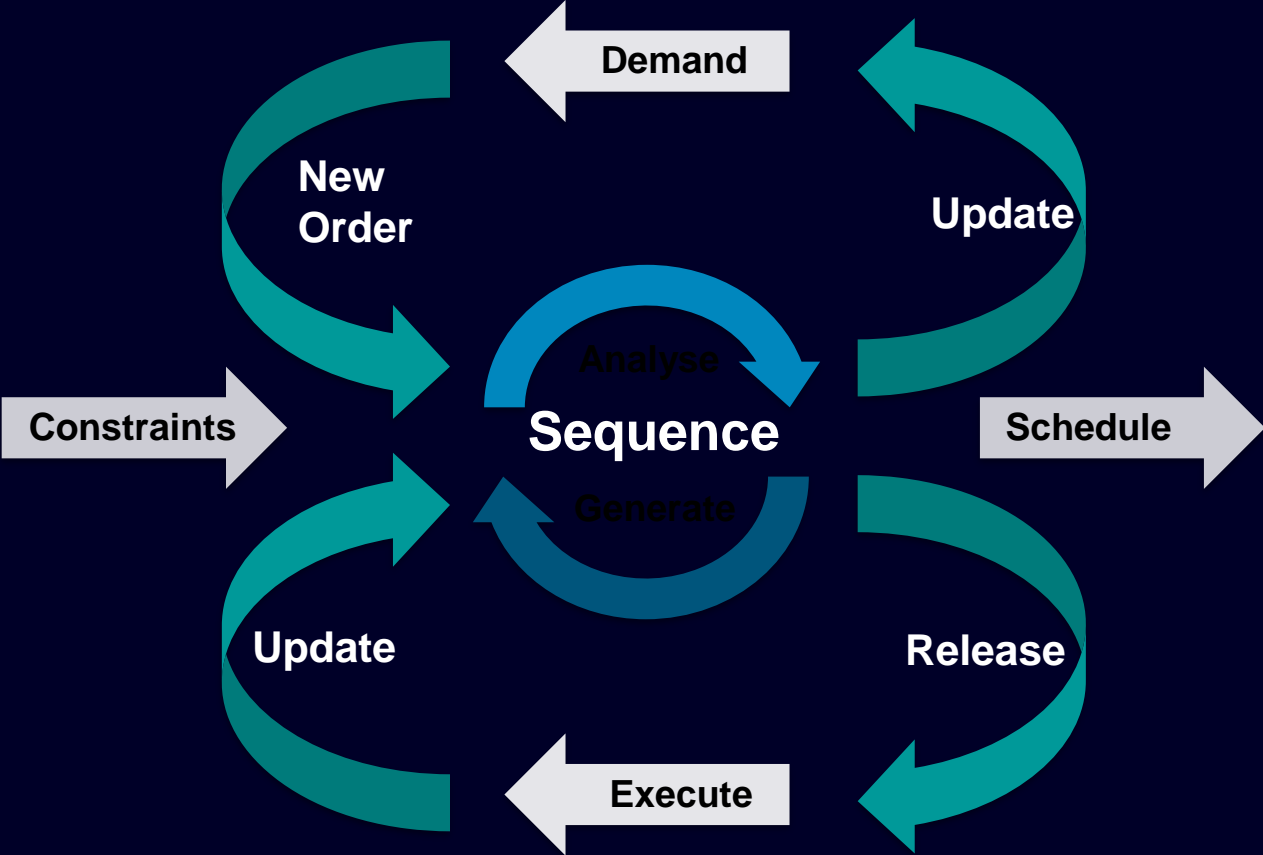 Demand
New
Order
Update
Analyse
Constraints
Sequence
Schedule
Generate
Update
Release
Execute